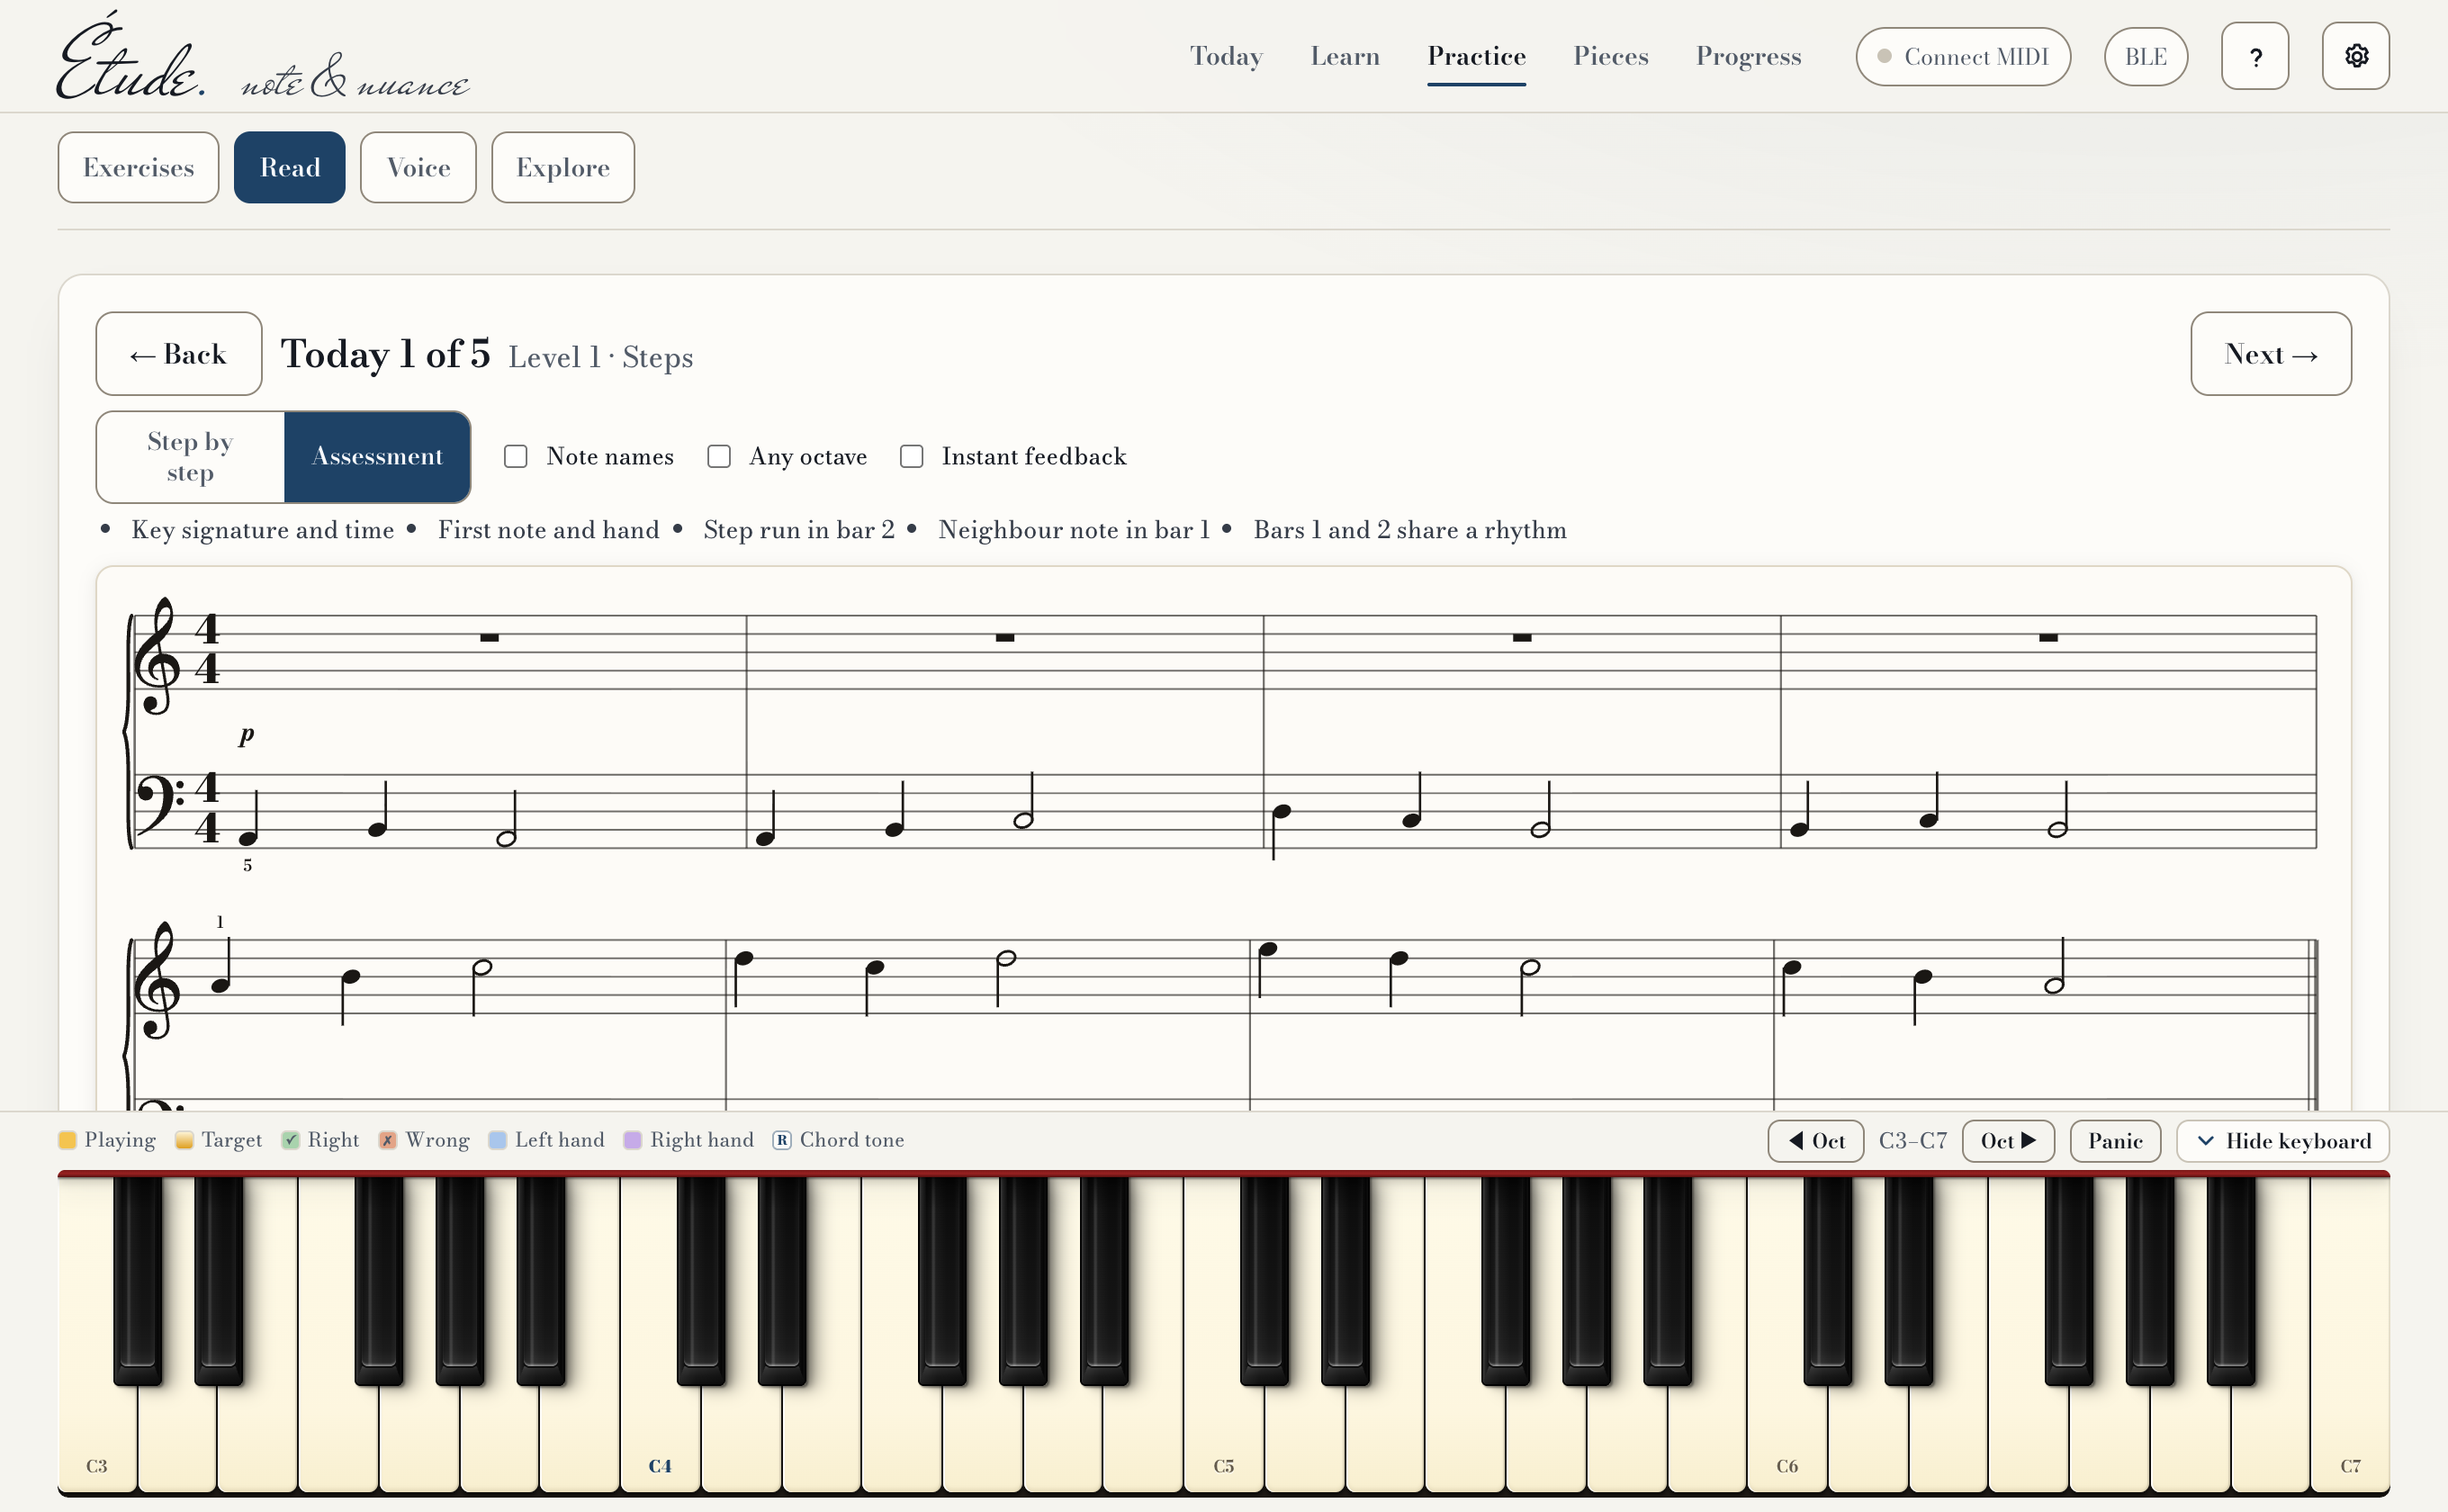 Étude. note & nuance
Today Learn Practice Pieces Progress Connect MIDI BLE ?
Exercises Read Voice Explore
← Back Today 1 of 5 Level 1 · Steps Next →
Step by
step
Assessment Note names Any octave Instant feedback
• Key signature and time • First note and hand • Step run in bar 2 • Neighbour note in bar 1 • Bars 1 and 2 share a rhythm
4
4
p
4
4
5
1
Playing Target ✓ Right ✗ Wrong Left hand Right hand R Chord tone ◀ Oct C3–C7 Oct ▶ Panic Hide keyboard
C3 C4 C5 C6 C7